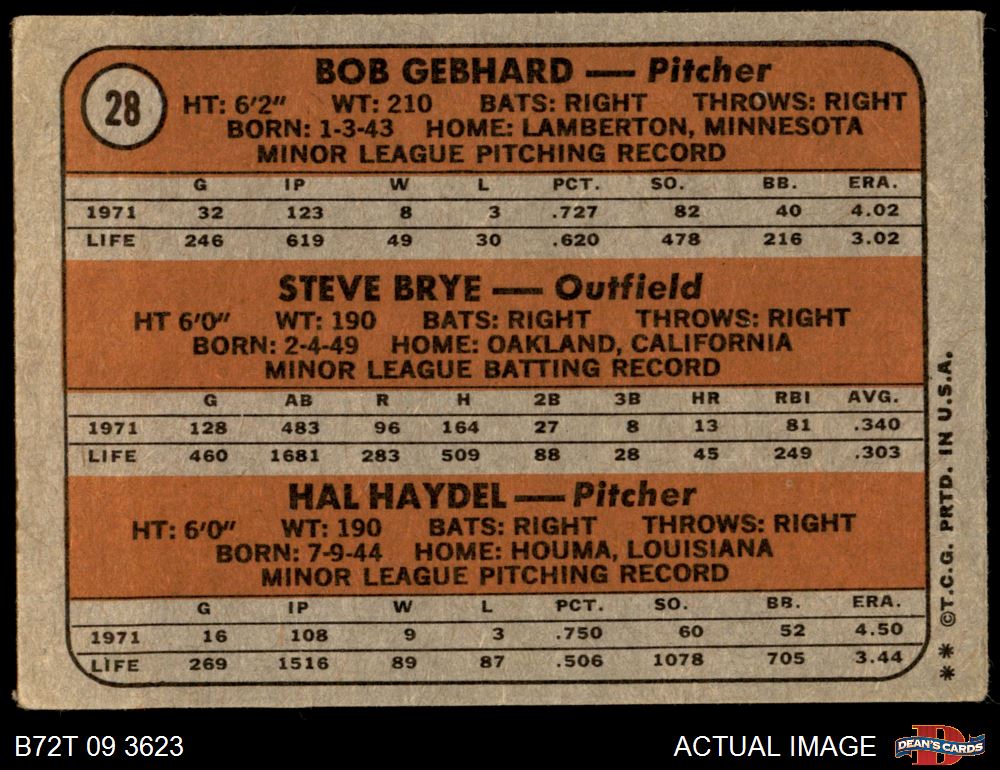 28
BOB GEBHARD — Pitcher
HT: 6'2" WT: 210 BATS: RIGHT THROWS: RIGHT
BORN: 1-3-43 HOME: LAMBERTON, MINNESOTA
MINOR LEAGUE PITCHING RECORD
G IP W L PCT. SO. BB. ERA.
1971 32 123 8 3 .727 82 40 4.02
LIFE 246 619 49 30 .620 478 216 3.02
STEVE BRYE — Outfield
HT 6'0" WT: 190 BATS: RIGHT THROWS: RIGHT
BORN: 2-4-49 HOME: OAKLAND, CALIFORNIA
MINOR LEAGUE BATTING RECORD
G AB R H 2B 3B HR RBI AVG.
1971 128 483 96 164 27 8 13 81 .340
LIFE 460 1681 283 509 88 28 45 249 .303
HAL HAYDEL — Pitcher
HT: 6'0" WT: 190 BATS: RIGHT THROWS: RIGHT
BORN: 7-9-44 HOME: HOUMA, LOUISIANA
MINOR LEAGUE PITCHING RECORD
G IP W L PCT. SO. BB. ERA.
1971 16 108 9 3 .750 60 52 4.50
LIFE 269 1516 89 87 .506 1078 705 3.44
** ©T.C.G. PRTD. IN U.S.A.
B72T 09 3623
ACTUAL IMAGE
DEAN'S CARDS